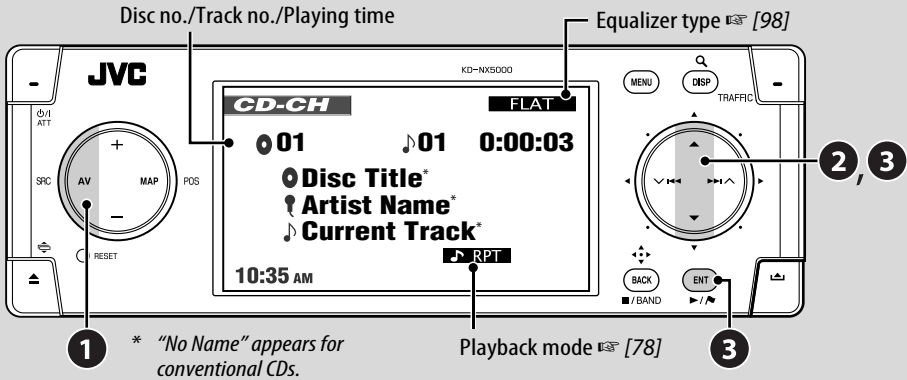 Disc no./Track no./Playing time
Equalizer type ☞ [98]
JVC
KD-NX5000
MENU
DISP
TRAFFIC
⏻/I
ATT
CD-CH
FLAT
01 ♪01 0:00:03
Disc Title*
Artist Name*
♪ Current Track*
♪ RPT
10:35 AM
+
SRC
AV
MAP
POS
−
RESET
2, 3
BACK
ENT
■/BAND
►/⚑
1
* "No Name" appears for
conventional CDs.
Playback mode ☞ [78]
3